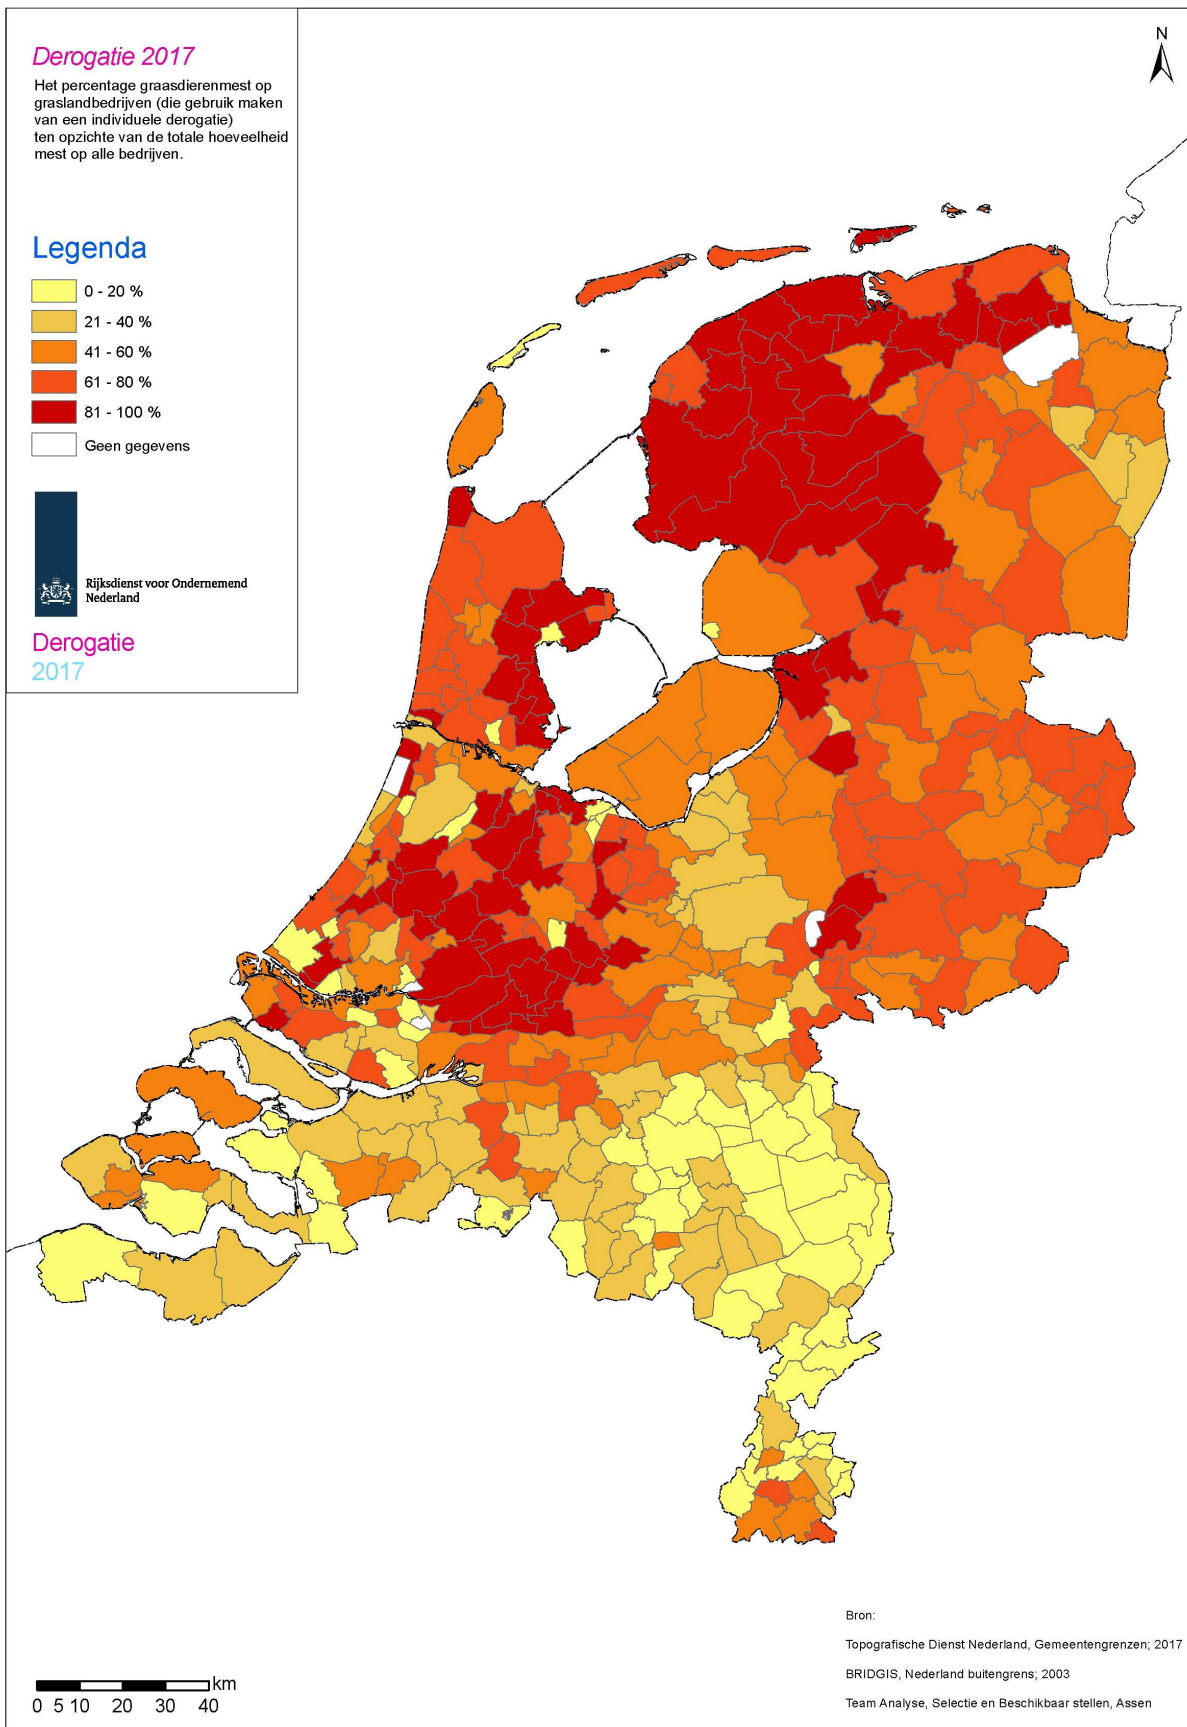 Derogatie 2017
Het percentage graasdierenmest op
graslandbedrijven (die gebruik maken
van een individuele derogatie)
ten opzichte van de totale hoeveelheid
mest op alle bedrijven.
N
Legenda
0 - 20 %
21 - 40 %
41 - 60 %
61 - 80 %
81 - 100 %
Geen gegevens
Rijksdienst voor Ondernemend
Nederland
Derogatie
2017
Bron:
Topografische Dienst Nederland, Gemeentengrenzen; 2017
BRIDGIS, Nederland buitengrens; 2003
Team Analyse, Selectie en Beschikbaar stellen, Assen
km
0 5 10 20 30 40